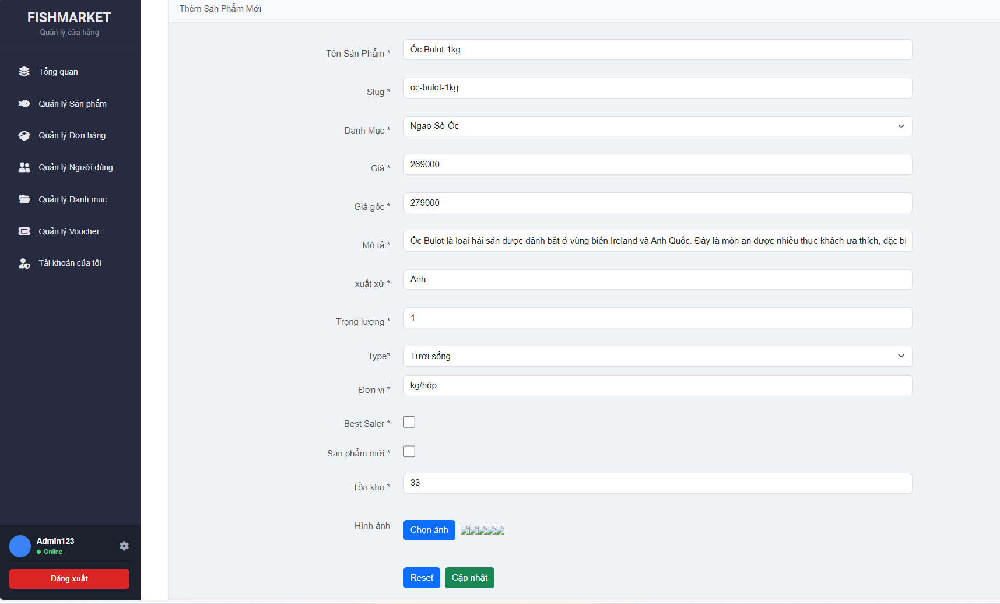 FISHMARKET
Quản lý cửa hàng
Tổng quan
Quản lý Sản phẩm
Quản lý Đơn hàng
Quản lý Người dùng
Quản lý Danh mục
Quản lý Voucher
Tài khoản của tôi
Admin123
Online
Đăng xuất
Thêm Sản Phẩm Mới
Tên Sản Phẩm * Ốc Bulot 1kg
Slug * oc-bulot-1kg
Danh Mục * Ngao-Sò-Ốc
Giá * 269000
Giá gốc * 279000
Mô tả * Ốc Bulot là loại hải sản được đánh bắt ở vùng biển Ireland và Anh Quốc. Đây là món ăn được nhiều thực khách ưa thích, đặc bi
xuất xứ * Anh
Trọng lượng * 1
Type* Tươi sống
Đơn vị * kg/hộp
Best Saler *
Sản phẩm mới *
Tồn kho * 33
Hình ảnh Chọn ảnh
Reset Cập nhật